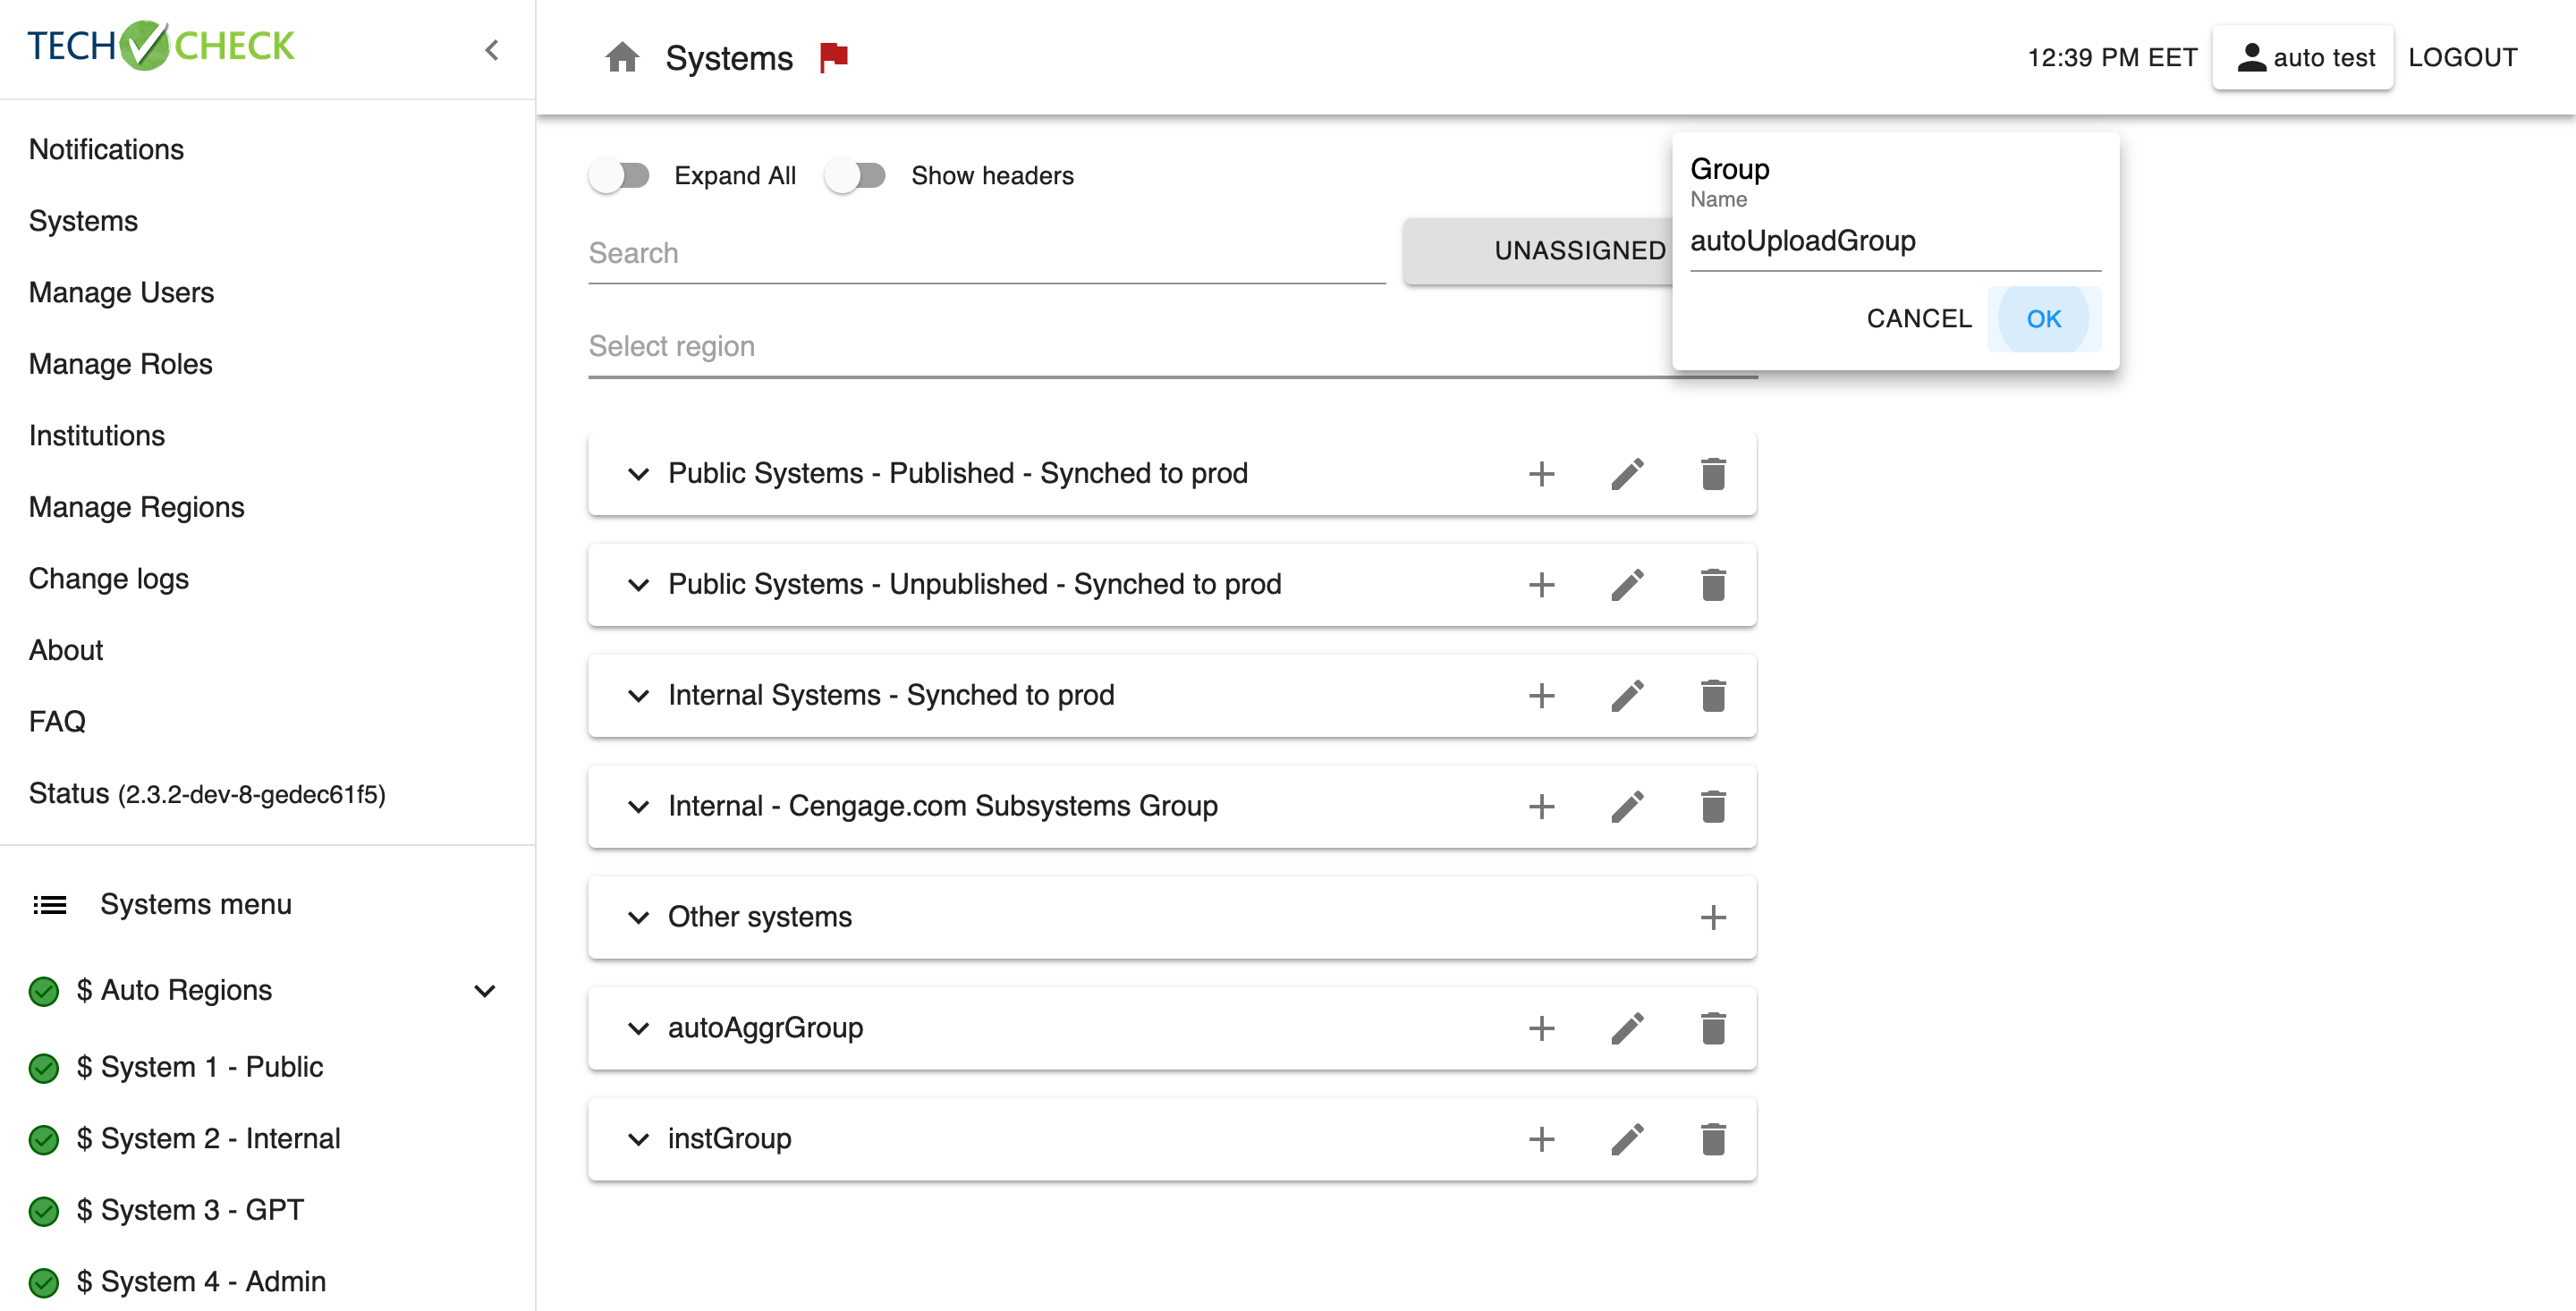 TECH CHECK
Notifications
Systems
Manage Users
Manage Roles
Institutions
Manage Regions
Change logs
About
FAQ
Status (2.3.2-dev-8-gedec61f5)
Systems menu
$ Auto Regions
$ System 1 - Public
$ System 2 - Internal
$ System 3 - GPT
$ System 4 - Admin
Systems
12:39 PM EET
auto test
LOGOUT
Expand All
Show headers
Search
UNASSIGNED
Select region
Group
Name
autoUploadGroup
CANCEL
OK
Public Systems - Published - Synched to prod
Public Systems - Unpublished - Synched to prod
Internal Systems - Synched to prod
Internal - Cengage.com Subsystems Group
Other systems
autoAggrGroup
instGroup